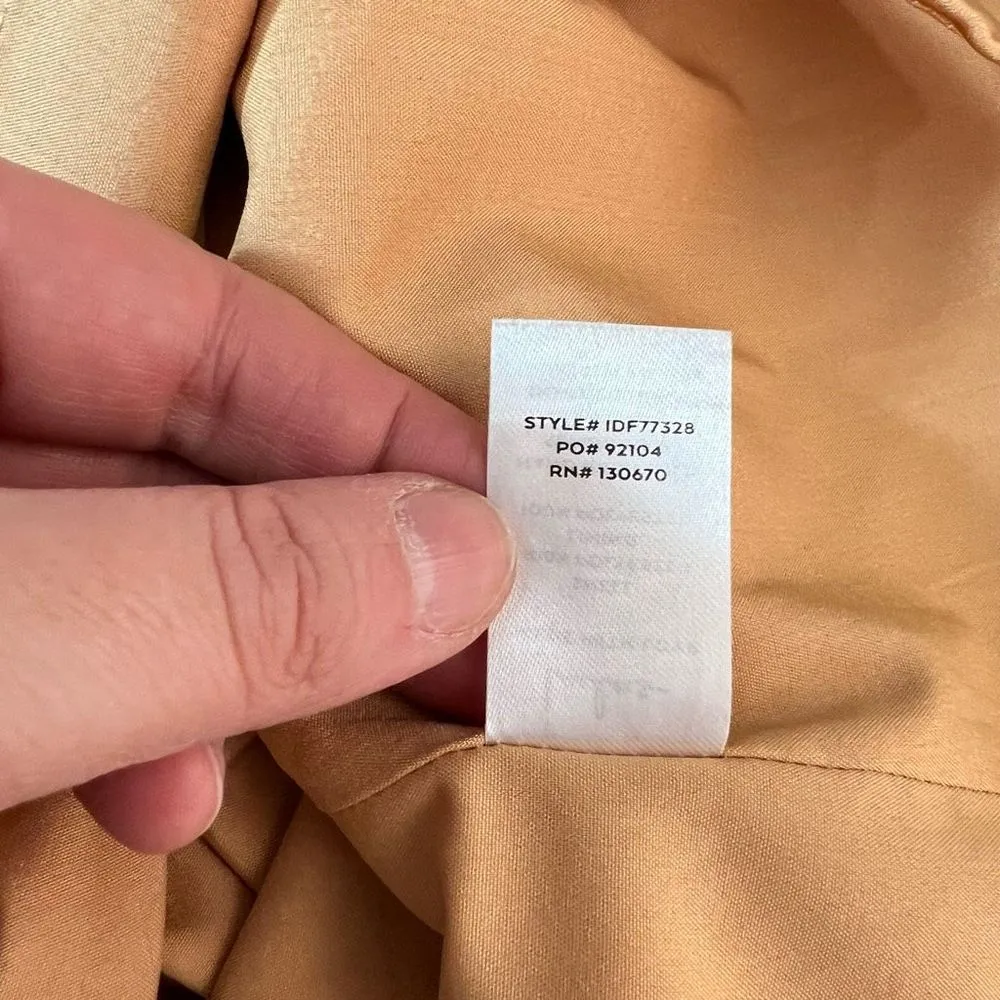 STYLE# IDF77328
PO# 92104
RN# 130670